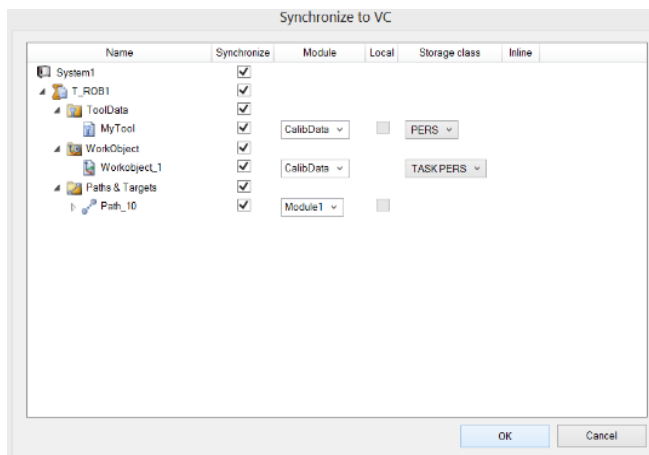 Synchronize to VC
Name Synchronize Module Local Storage class Inline
System1
T_ROB1
ToolData
MyTool CalibData PERS
WorkObject
Workobject_1 CalibData TASK PERS
Paths & Targets
Path_10 Module1
OK Cancel